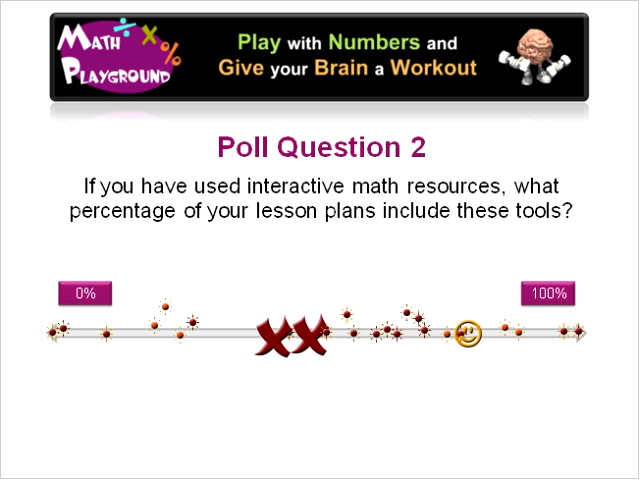 MATH
PLAYGROUND
Play with Numbers and
Give your Brain a Workout
Poll Question 2
If you have used interactive math resources, what
percentage of your lesson plans include these tools?
0%
100%